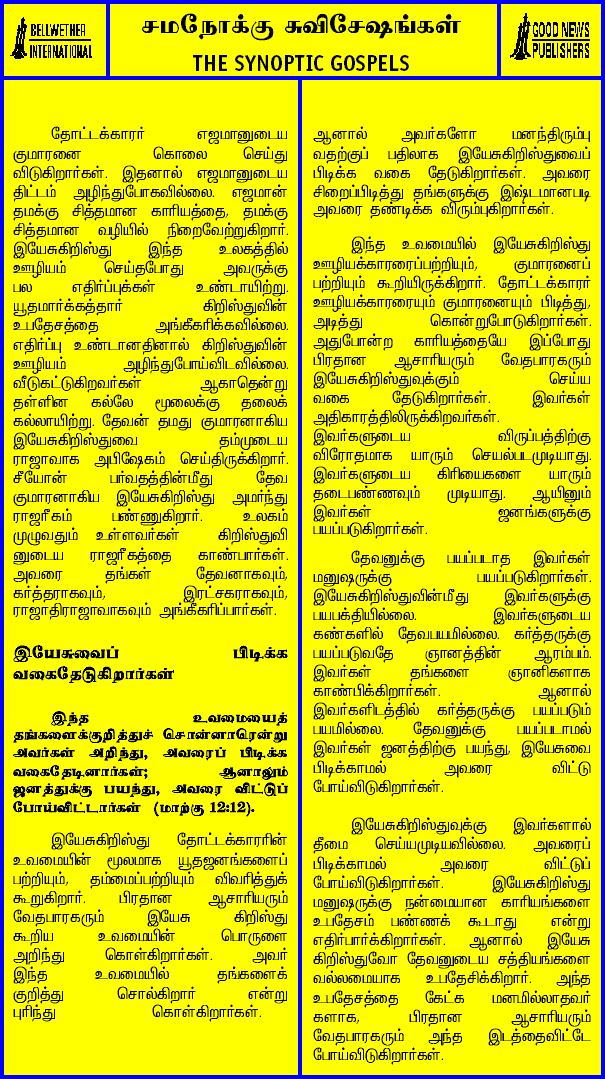 BELLWETHER
INTERNATIONAL
சமநோக்கு சுவிசேஷங்கள்
THE SYNOPTIC GOSPELS
GOOD NEWS
PUBLISHERS
தோட்டக்காரர் எஜமானுடைய
குமாரனை கொலை செய்து
விடுகிறார்கள். இதனால் எஜமானுடைய
திட்டம் அழிந்துபோகவில்லை. எஜமான்
தமக்கு சித்தமான காரியத்தை, தமக்கு
சித்தமான வழியில் நிறைவேற்றுகிறார்.
இயேசுகிறிஸ்து இந்த உலகத்தில்
ஊழியம் செய்தபோது அவருக்கு
பல எதிர்ப்புக்கள் உண்டாயிற்று.
யூதமார்க்கத்தார் கிறிஸ்துவின்
உபதேசத்தை அங்கீகரிக்கவில்லை.
எதிர்ப்பு உண்டானதினால் கிறிஸ்துவின்
ஊழியம் அழிந்துபோய்விடவில்லை.
வீடுகட்டுகிறவர்கள் ஆகாதென்று
தள்ளின கல்லே மூலைக்கு தலைக்
கல்லாயிற்று. தேவன் தமது குமாரனாகிய
இயேசுகிறிஸ்துவை தம்முடைய
ராஜாவாக அபிஷேகம் செய்திருக்கிறார்.
சீயோன் பர்வதத்தின்மீது தேவ
குமாரனாகிய இயேசுகிறிஸ்து அமர்ந்து
ராஜரீகம் பண்ணுகிறார். உலகம்
முழுவதும் உள்ளவர்கள் கிறிஸ்துவி
னுடைய ராஜரீகத்தை காண்பார்கள்.
அவரை தங்கள் தேவனாகவும்,
கர்த்தராகவும், இரட்சகராகவும்,
ராஜாதிராஜாவாகவும் அங்கீகரிப்பார்கள்.
இயேசுவைப் பிடிக்க
வகைதேடுகிறார்கள்
இந்த உவமையைத்
தங்களைக்குறித்துச் சொன்னாரென்று
அவர்கள் அறிந்து, அவரைப் பிடிக்க
வகைதேடினார்கள்; ஆனாலும்
ஜனத்துக்கு பயந்து, அவரை விட்டுப்
போய்விட்டார்கள் (மாற்கு 12:12).
இயேசுகிறிஸ்து தோட்டக்காரரின்
உவமையின் மூலமாக யூதஜனங்களைப்
பற்றியும், தம்மைப்பற்றியும் விவரித்துக்
கூறுகிறார். பிரதான ஆசாரியரும்
வேதபாரகரும் இயேசு கிறிஸ்து
கூறிய உவமையின் பொருளை
அறிந்து கொள்கிறார்கள். அவர்
இந்த உவமையில் தங்களைக்
குறித்து சொல்கிறார் என்று
புரிந்து கொள்கிறார்கள்.
ஆனால் அவர்களோ மனந்திரும்பு
வதற்குப் பதிலாக இயேசுகிறிஸ்துவைப்
பிடிக்க வகை தேடுகிறார்கள். அவரை
சிறைப்பிடித்து தங்களுக்கு இஷ்டமானபடி
அவரை தண்டிக்க விரும்புகிறார்கள்.
இந்த உவமையில் இயேசுகிறிஸ்து
ஊழியக்காரரைப்பற்றியும், குமாரனைப்
பற்றியும் கூறியிருக்கிறார். தோட்டக்காரர்
ஊழியக்காரரையும் குமாரனையும் பிடித்து,
அடித்து கொன்றுபோடுகிறார்கள்.
அதுபோன்ற காரியத்தையே இப்போது
பிரதான ஆசாரியரும் வேதபாரகரும்
இயேசுகிறிஸ்துவுக்கும் செய்ய
வகை தேடுகிறார்கள். இவர்கள்
அதிகாரத்திலிருக்கிறவர்கள்.
இவர்களுடைய விருப்பத்திற்கு
விரோதமாக யாரும் செயல்படமுடியாது.
இவர்களுடைய கிரியைகளை யாரும்
தடைபண்ணவும் முடியாது. ஆயினும்
இவர்கள் ஜனங்களுக்கு
பயப்படுகிறார்கள்.
தேவனுக்கு பயப்படாத இவர்கள்
மனுஷருக்கு பயப்படுகிறார்கள்.
இயேசுகிறிஸ்துவின்மீது இவர்களுக்கு
பயபக்தியில்லை. இவர்களுடைய
கண்களில் தேவபயமில்லை. கர்த்தருக்கு
பயப்படுவதே ஞானத்தின் ஆரம்பம்.
இவர்கள் தங்களை ஞானிகளாக
காண்பிக்கிறார்கள். ஆனால்
இவர்களிடத்தில் கர்த்தருக்கு பயப்படும்
பயமில்லை. தேவனுக்கு பயப்படாமல்
இவர்கள் ஜனத்திற்கு பயந்து, இயேசுவை
பிடிக்காமல் அவரை விட்டு
போய்விடுகிறார்கள்.
இயேசுகிறிஸ்துவுக்கு இவர்களால்
தீமை செய்யமுடியவில்லை. அவரைப்
பிடிக்காமல் அவரை விட்டுப்
போய்விடுகிறார்கள். இயேசுகிறிஸ்து
மனுஷருக்கு நன்மையான காரியங்களை
உபதேசம் பண்ணக் கூடாது என்று
எதிர்பார்க்கிறார்கள். ஆனால் இயேசு
கிறிஸ்துவோ தேவனுடைய சத்தியங்களை
வல்லமையாக உபதேசிக்கிறார். அந்த
உபதேசத்தை கேட்க மனமில்லாதவர்
களாக, பிரதான ஆசாரியரும்
வேதபாரகரும் அந்த இடத்தைவிட்டே
போய்விடுகிறார்கள்.